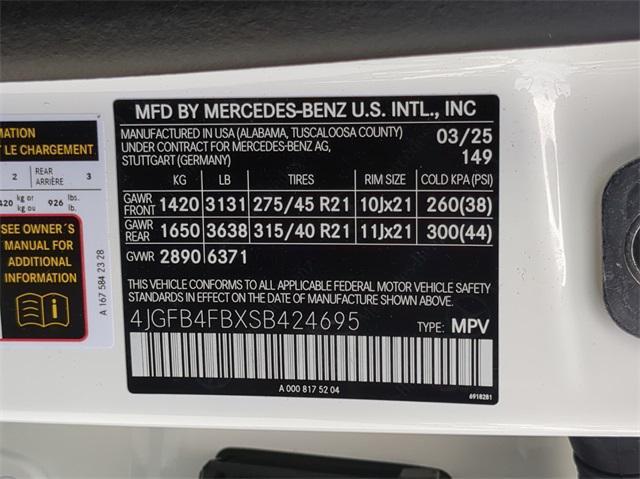 MATION
T LE CHARGEMENT
2 REAR ARRIÈRE 3
420 kg or kg ou 926 lbs. lb.
SEE OWNER´S
MANUAL FOR
ADDITIONAL
INFORMATION
A 167 584 23 28
MFD BY MERCEDES-BENZ U.S. INTL., INC
MANUFACTURED IN USA (ALABAMA, TUSCALOOSA COUNTY)
UNDER CONTRACT FOR MERCEDES-BENZ AG,
STUTTGART (GERMANY)
03/25
149
KG LB TIRES RIM SIZE COLD KPA (PSI)
GAWR FRONT 1420 3131 275/45 R21 10Jx21 260(38)
GAWR REAR 1650 3638 315/40 R21 11Jx21 300(44)
GVWR 2890 6371
THIS VEHICLE CONFORMS TO ALL APPLICABLE FEDERAL MOTOR VEHICLE SAFETY
STANDARDS IN EFFECT ON THE DATE OF MANUFACTURE SHOWN ABOVE.
4JGFB4FBXSB424695 TYPE: MPV
A 000 817 52 04
6918281